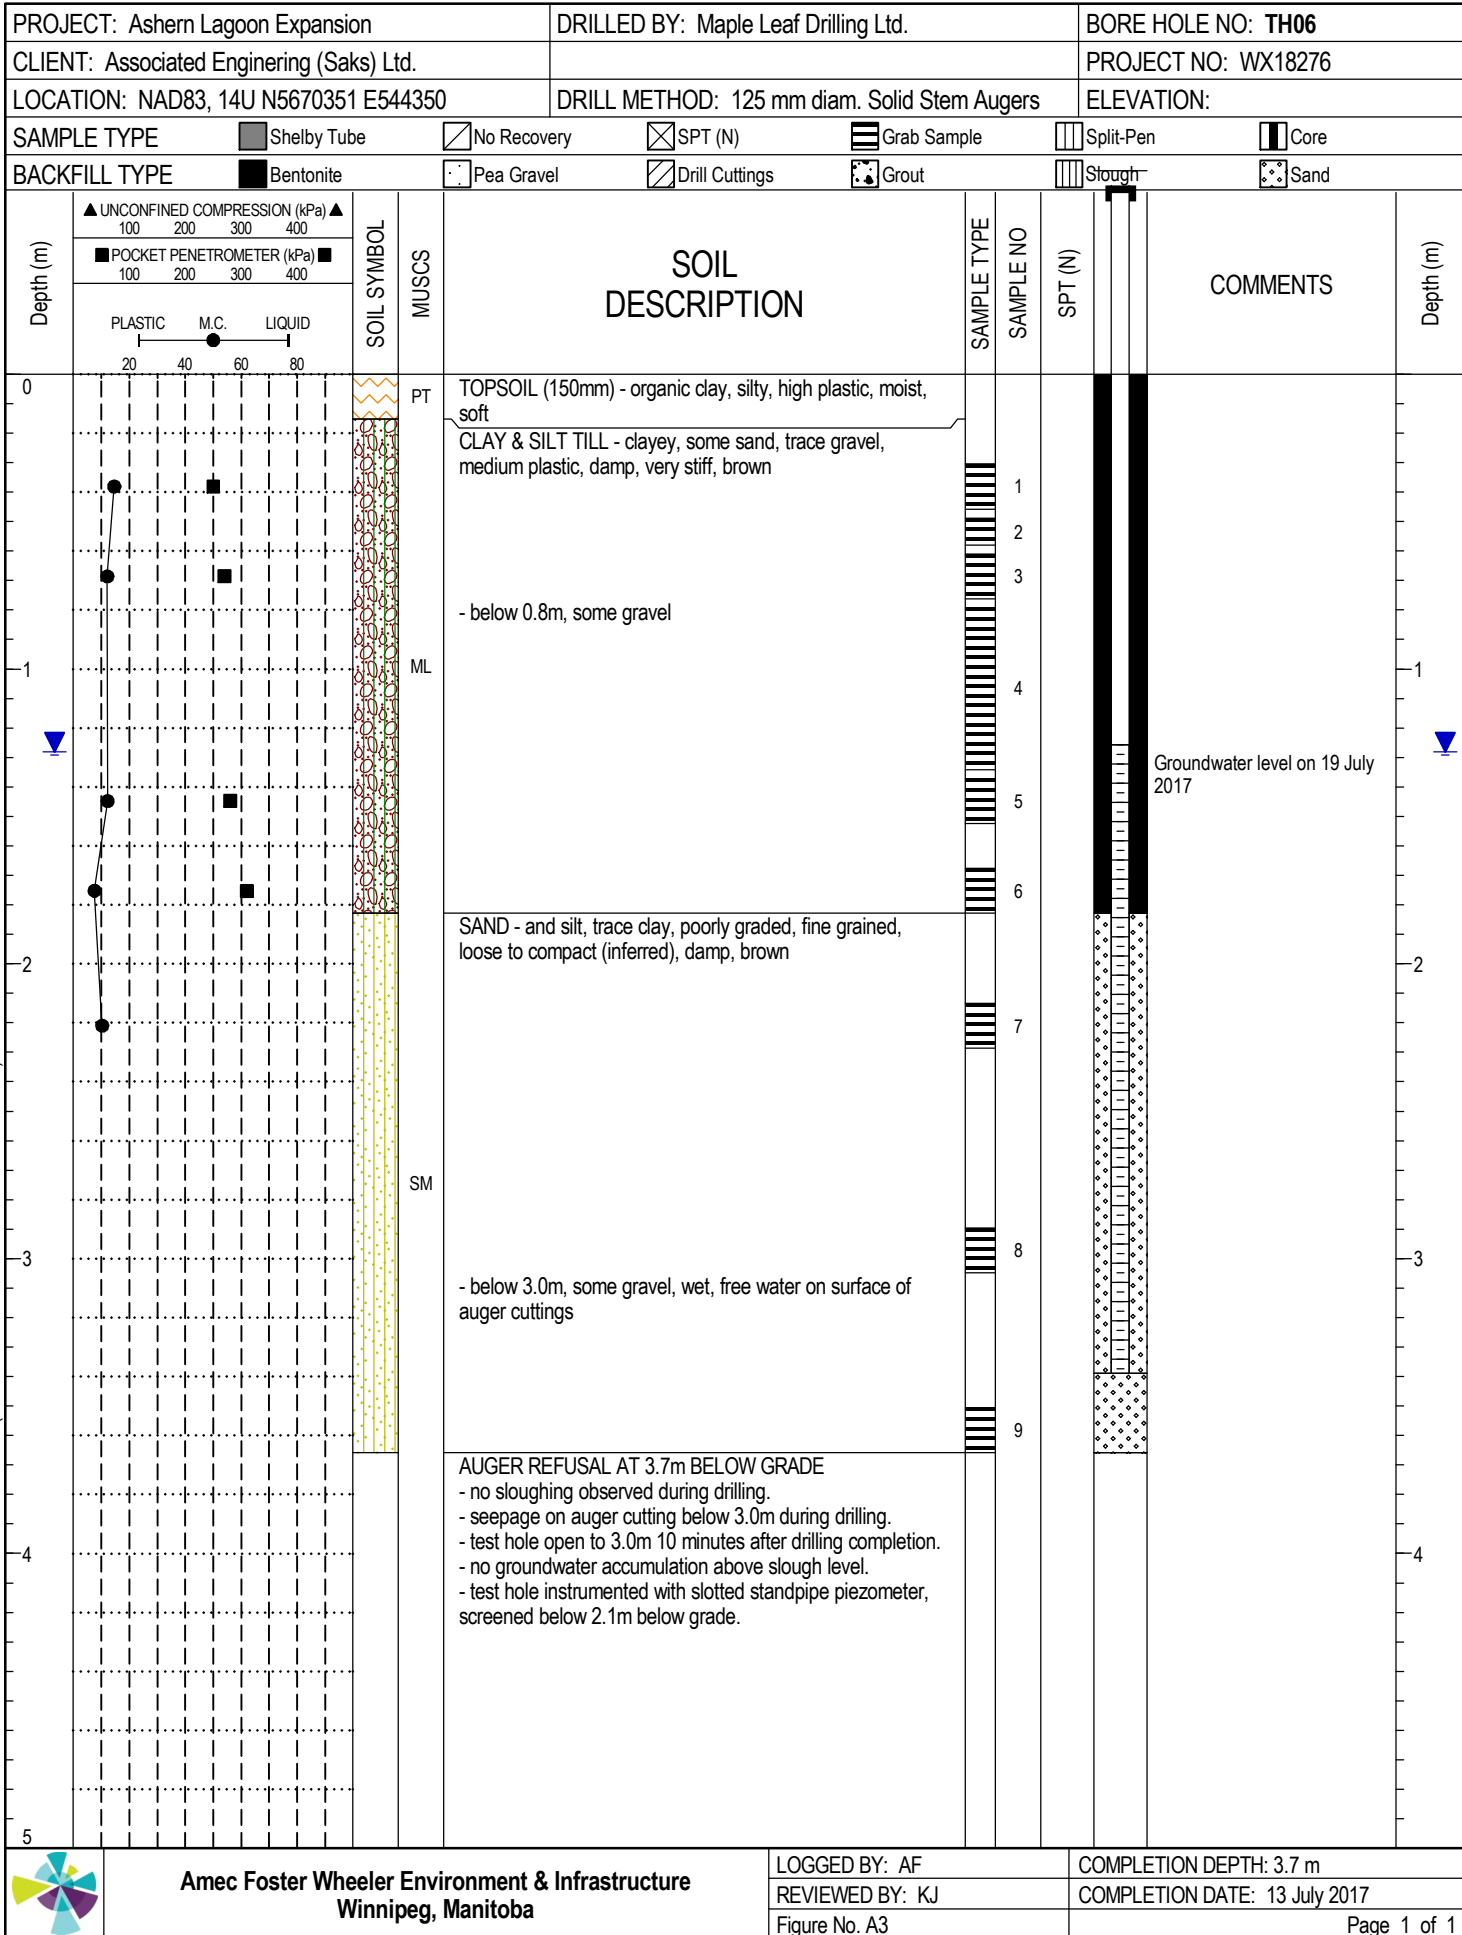 PROJECT: Ashern Lagoon Expansion
DRILLED BY: Maple Leaf Drilling Ltd.
BORE HOLE NO: TH06
CLIENT: Associated Enginering (Saks) Ltd.
PROJECT NO: WX18276
LOCATION: NAD83, 14U N5670351 E544350
DRILL METHOD: 125 mm diam. Solid Stem Augers
ELEVATION:
SAMPLE TYPE
Shelby Tube
No Recovery
SPT (N)
Grab Sample
Split-Pen
Core
BACKFILL TYPE
Bentonite
Pea Gravel
Drill Cuttings
Grout
Slough
Sand
Depth (m)
UNCONFINED COMPRESSION (kPa)
100 200 300 400
POCKET PENETROMETER (kPa)
100 200 300 400
PLASTIC M.C. LIQUID
20 40 60 80
SOIL SYMBOL
MUSCS
SOIL
DESCRIPTION
SAMPLE TYPE
SAMPLE NO
SPT (N)
COMMENTS
Depth (m)
0
PT
TOPSOIL (150mm) - organic clay, silty, high plastic, moist,
soft
CLAY & SILT TILL - clayey, some sand, trace gravel,
medium plastic, damp, very stiff, brown
1
2
3
- below 0.8m, some gravel
1
ML
4
1
Groundwater level on 19 July
2017
5
6
SAND - and silt, trace clay, poorly graded, fine grained,
loose to compact (inferred), damp, brown
2
2
7
SM
8
3
3
- below 3.0m, some gravel, wet, free water on surface of
auger cuttings
9
AUGER REFUSAL AT 3.7m BELOW GRADE
- no sloughing observed during drilling.
- seepage on auger cutting below 3.0m during drilling.
- test hole open to 3.0m 10 minutes after drilling completion.
4
4
- no groundwater accumulation above slough level.
- test hole instrumented with slotted standpipe piezometer,
screened below 2.1m below grade.
5
Amec Foster Wheeler Environment & Infrastructure
Winnipeg, Manitoba
LOGGED BY: AF
COMPLETION DEPTH: 3.7 m
REVIEWED BY: KJ
COMPLETION DATE: 13 July 2017
Figure No. A3
Page 1 of 1